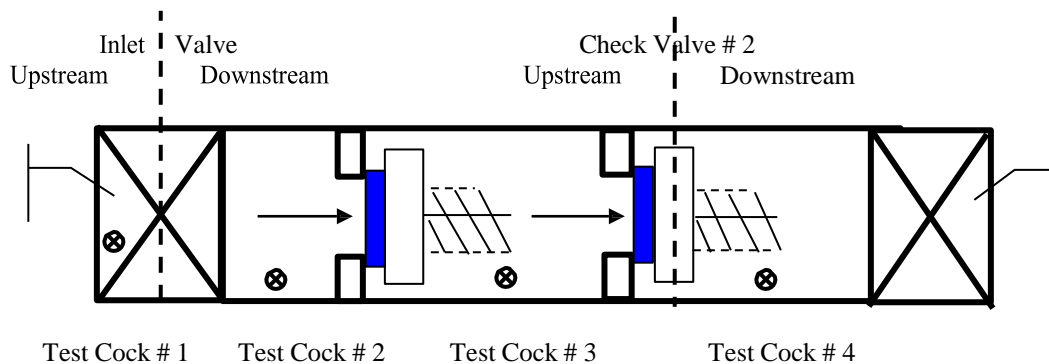 Inlet Valve Check Valve # 2
Upstream Downstream Upstream Downstream
Test Cock # 1 Test Cock # 2 Test Cock # 3 Test Cock # 4